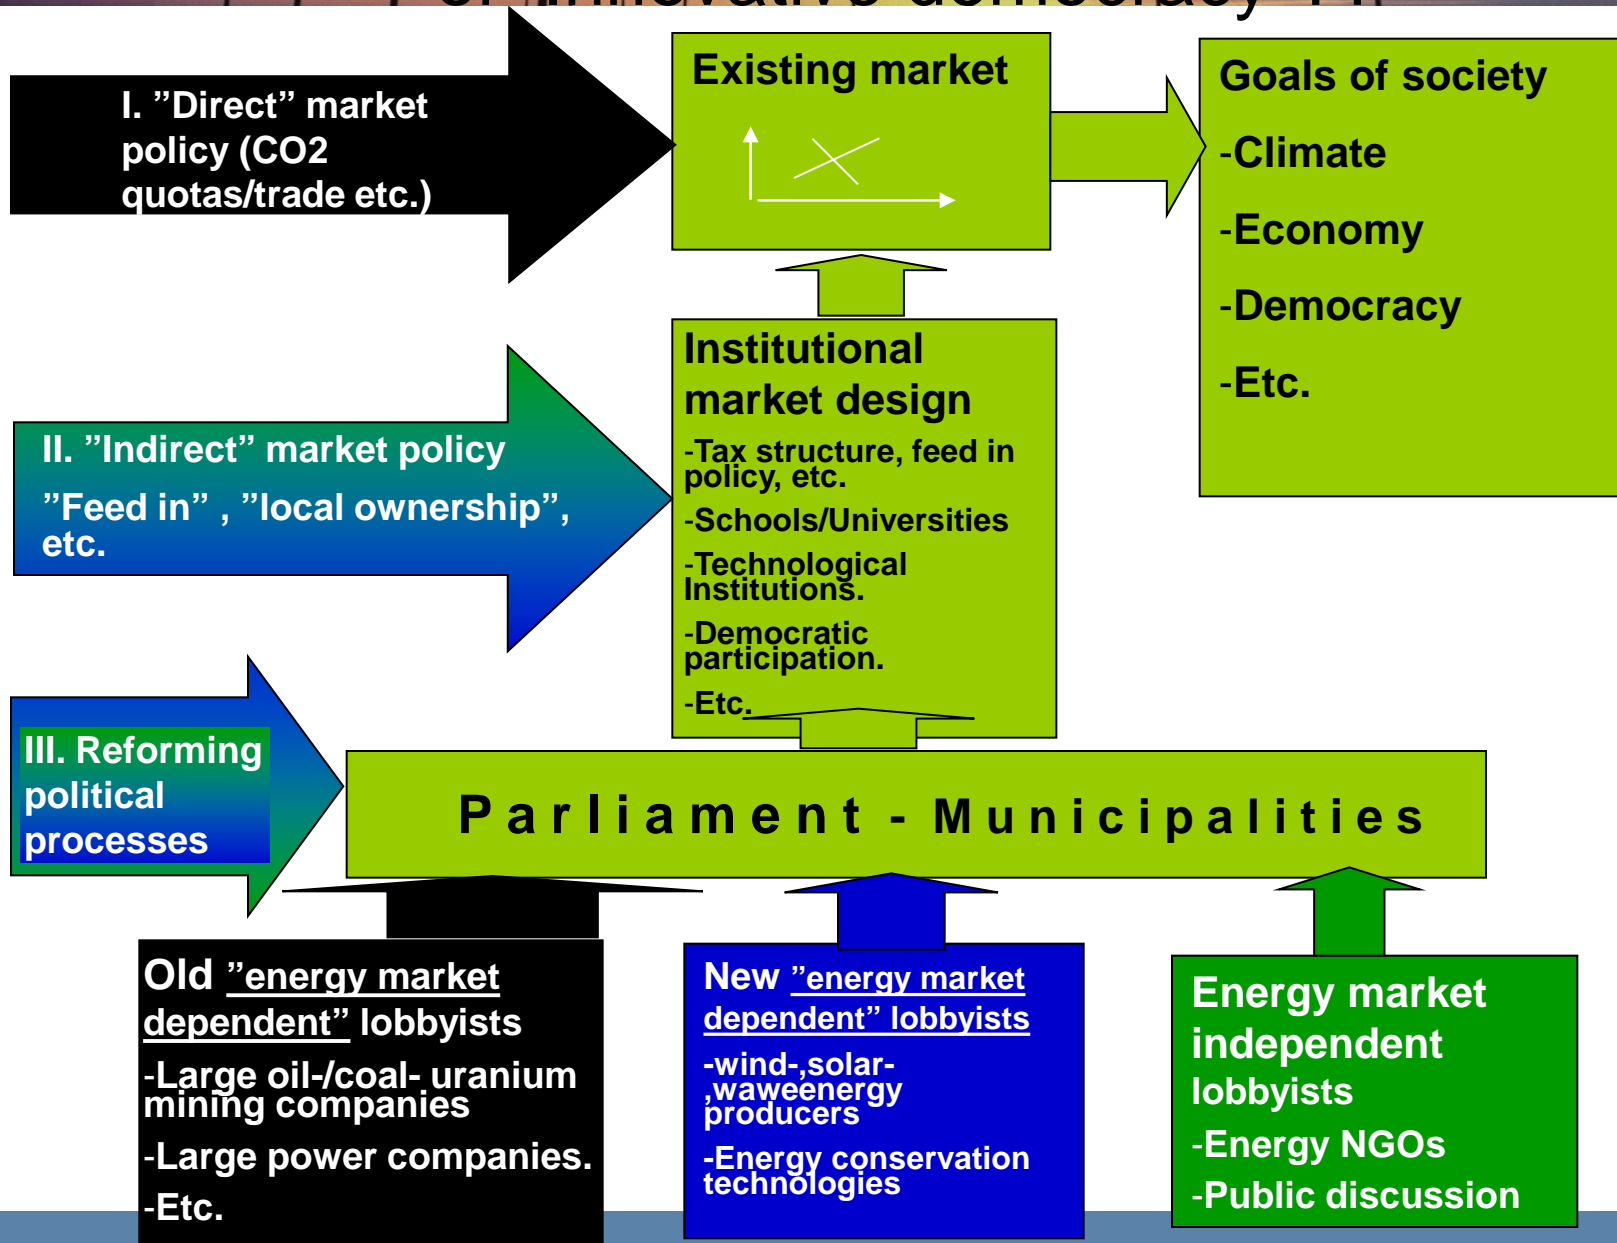 innovative democracy
I. ”Direct” market
policy (CO2
quotas/trade etc.)
Existing market
Goals of society
-Climate
-Economy
-Democracy
-Etc.
II. ”Indirect” market policy
”Feed in” , ”local ownership”,
etc.
Institutional
market design
-Tax structure, feed in
policy, etc.
-Schools/Universities
-Technological
Institutions.
-Democratic
participation.
-Etc.
III. Reforming
political
processes
Parliament - Municipalities
Old ”energy market
dependent” lobbyists
-Large oil-/coal- uranium
mining companies
-Large power companies.
-Etc.
New ”energy market
dependent” lobbyists
-wind-,solar-
,waweenergy
producers
-Energy conservation
technologies
Energy market
independent
lobbyists
-Energy NGOs
-Public discussion